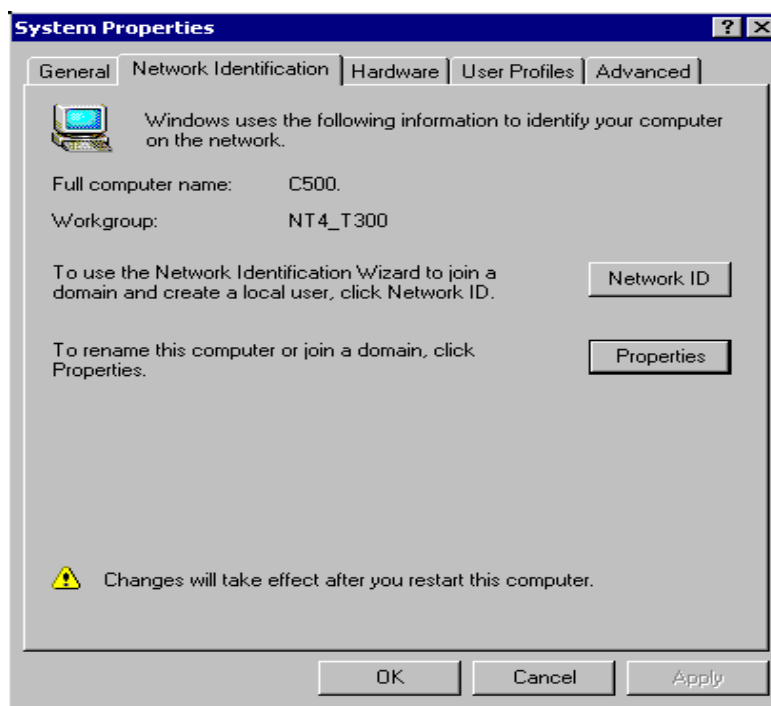 System Properties
General Network Identification Hardware User Profiles Advanced
Windows uses the following information to identify your computer
on the network.
Full computer name: C500.
Workgroup: NT4_T300
To use the Network Identification Wizard to join a
domain and create a local user, click Network ID.
Network ID
To rename this computer or join a domain, click
Properties.
Properties
Changes will take effect after you restart this computer.
OK Cancel Apply